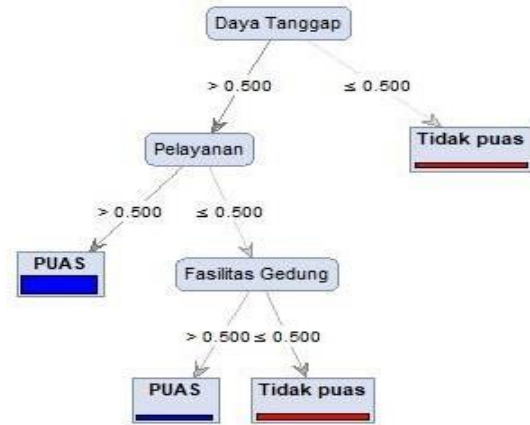 Daya Tanggap
> 0.500 ≤ 0.500
Pelayanan Tidak puas
> 0.500 ≤ 0.500
PUAS Fasilitas Gedung
> 0.500 ≤ 0.500
PUAS Tidak puas